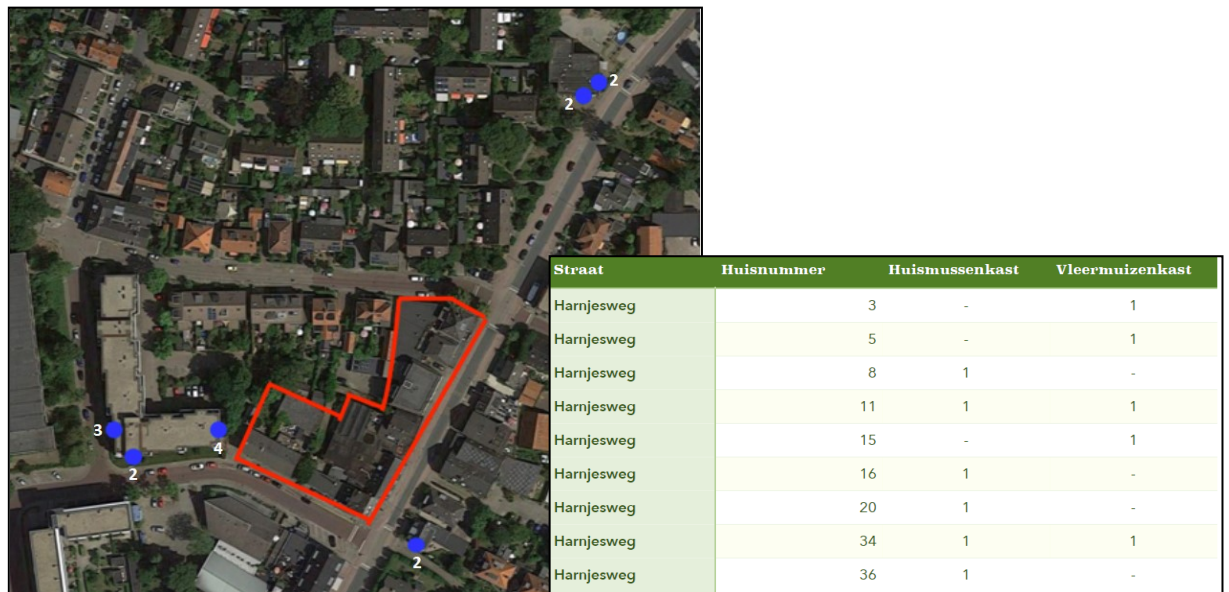 2
2
3
4
2
2
Straat Huisnummer Huismussenkast Vleermuizenkast
Harnjesweg 3 - 1
Harnjesweg 5 - 1
Harnjesweg 8 1 -
Harnjesweg 11 1 1
Harnjesweg 15 - 1
Harnjesweg 16 1 -
Harnjesweg 20 1 -
Harnjesweg 34 1 1
Harnjesweg 36 1 -